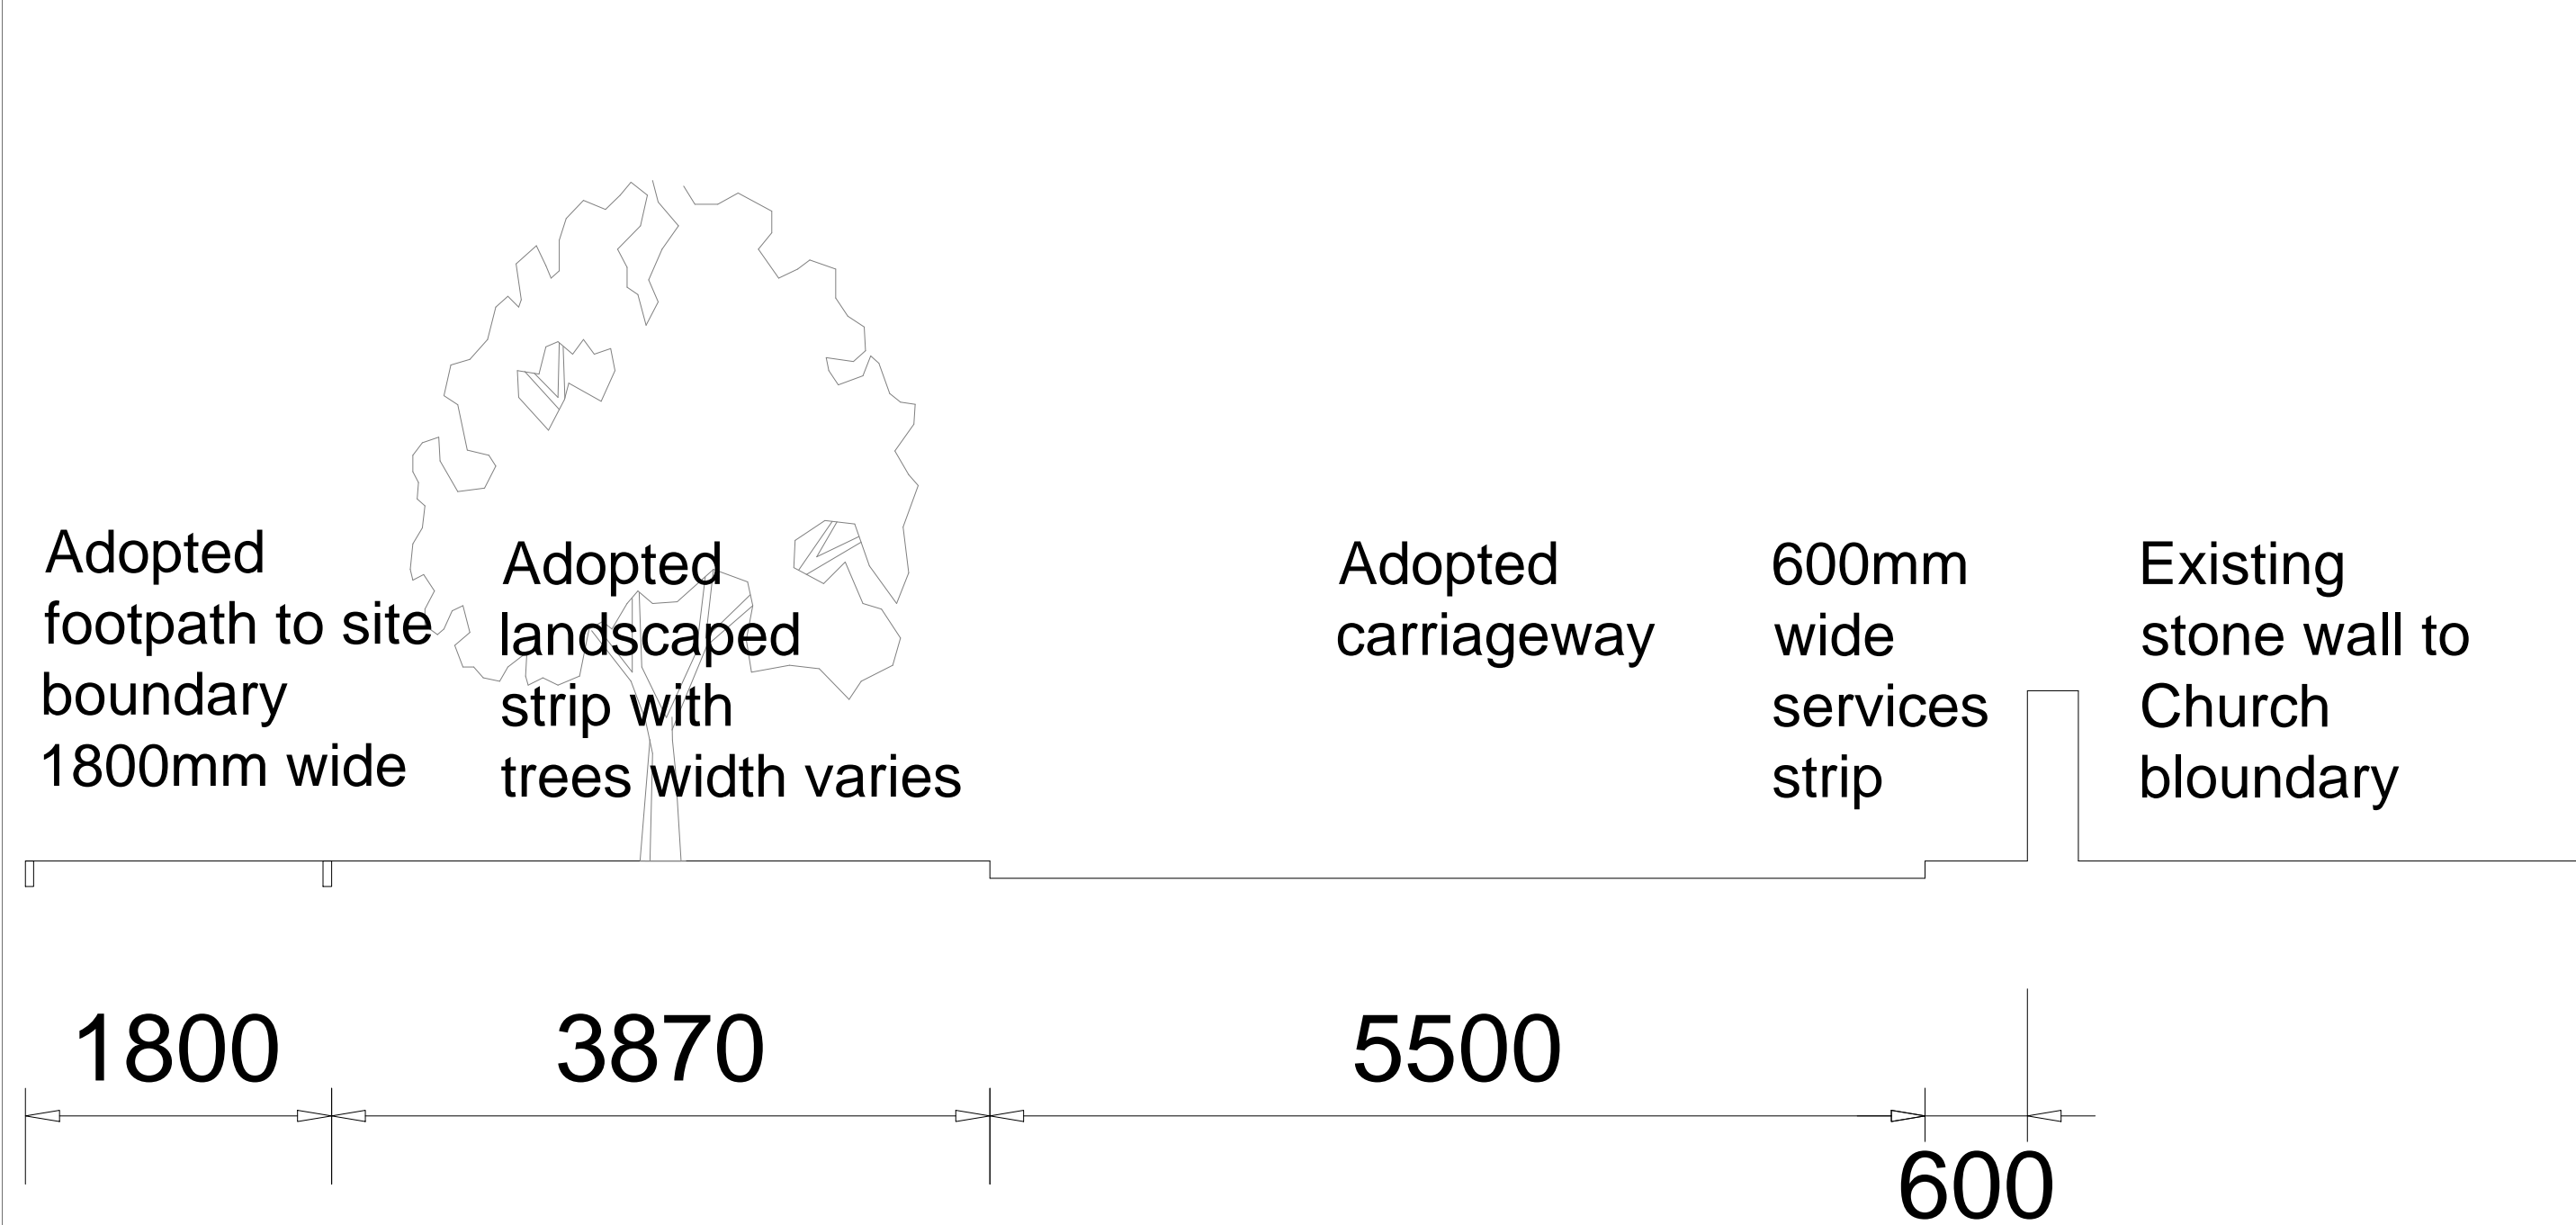 Adopted
footpath to site
boundary
1800mm wide
Adopted
landscaped
strip with
trees width varies
Adopted
carriageway
600mm
wide
services
strip
Existing
stone wall to
Church
bloundary
1800
3870
5500
600